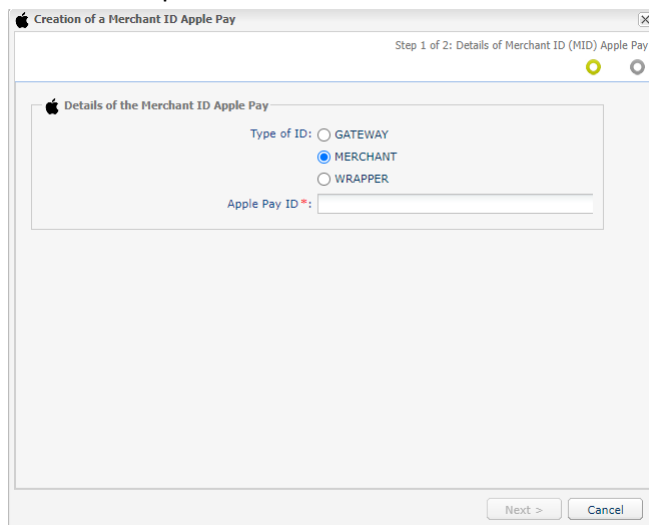 Creation of a Merchant ID Apple Pay
Step 1 of 2: Details of Merchant ID (MID) Apple Pay
Details of the Merchant ID Apple Pay
Type of ID: GATEWAY
MERCHANT
WRAPPER
Apple Pay ID *:
Next > Cancel